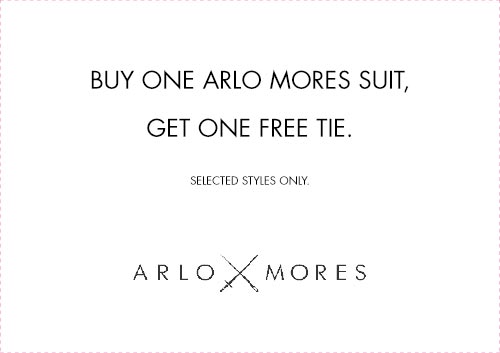 BUY ONE ARLO MORES SUIT,
GET ONE FREE TIE.
SELECTED STYLES ONLY.
ARLO MORES